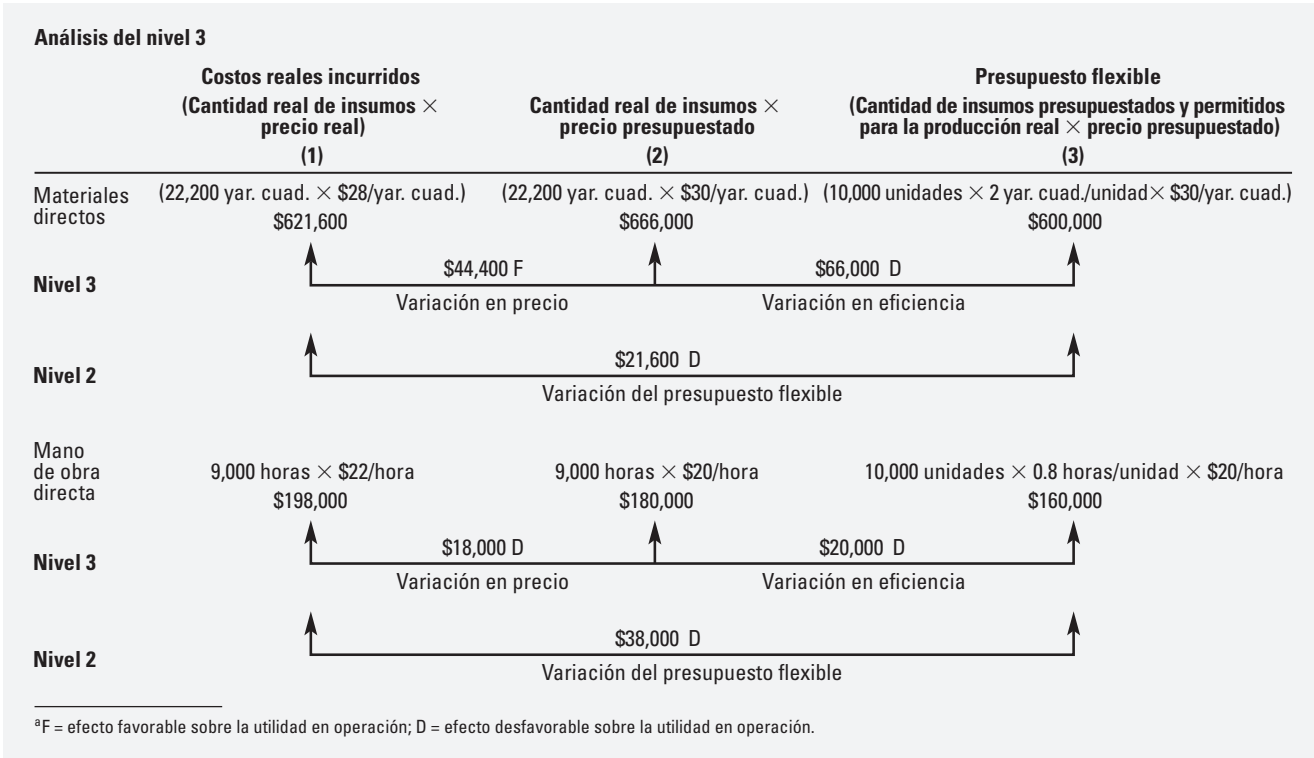 Análisis del nivel 3
Costos reales incurridos
(Cantidad real de insumos ×
precio real)
(1)
Cantidad real de insumos ×
precio presupuestado
(2)
Presupuesto flexible
(Cantidad de insumos presupuestados y permitidos
para la producción real × precio presupuestado)
(3)
Materiales
directos
(22,200 yar. cuad. × $28/yar. cuad.)
$621,600
(22,200 yar. cuad. × $30/yar. cuad.)
$666,000
(10,000 unidades × 2 yar. cuad./unidad× $30/yar. cuad.)
$600,000
Nivel 3
$44,400 F
Variación en precio
$66,000 D
Variación en eficiencia
Nivel 2
$21,600 D
Variación del presupuesto flexible
Mano
de obra
directa
9,000 horas × $22/hora
$198,000
9,000 horas × $20/hora
$180,000
10,000 unidades × 0.8 horas/unidad × $20/hora
$160,000
Nivel 3
$18,000 D
Variación en precio
$20,000 D
Variación en eficiencia
Nivel 2
$38,000 D
Variación del presupuesto flexible
aF = efecto favorable sobre la utilidad en operación; D = efecto desfavorable sobre la utilidad en operación.